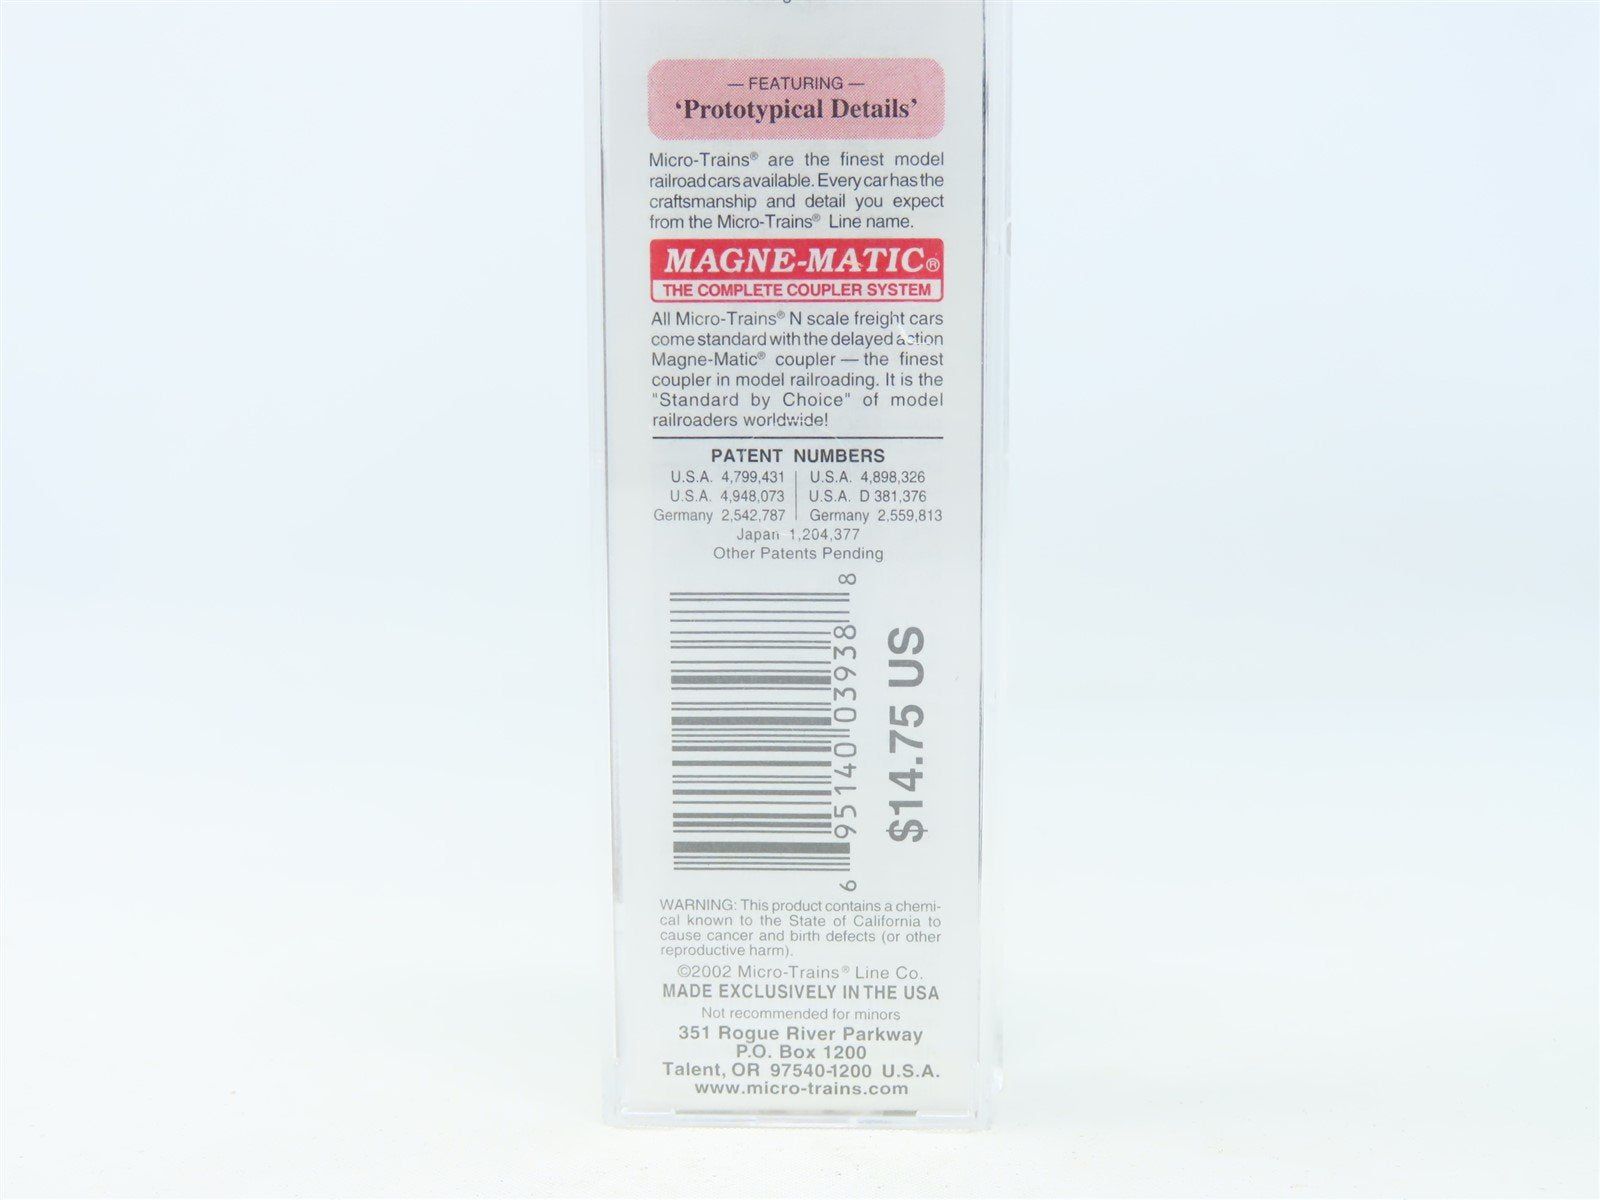 — FEATURING —
‘Prototypical Details’
Micro-Trains® are the finest model
railroad cars available. Every car has the
craftsmanship and detail you expect
from the Micro-Trains® Line name.
MAGNE-MATIC®
THE COMPLETE COUPLER SYSTEM
All Micro-Trains® N scale freight cars
come standard with the delayed action
Magne-Matic® coupler — the finest
coupler in model railroading. It is the
"Standard by Choice" of model
railroaders worldwide!
PATENT NUMBERS
U.S.A. 4,799,431 U.S.A. 4,898,326
U.S.A. 4,948,073 U.S.A. D 381,376
Germany 2,542,787 Germany 2,559,813
Japan 1,204,377
Other Patents Pending
6 95140 03938 8
$14.75 US
WARNING: This product contains a chemi-
cal known to the State of California to
cause cancer and birth defects (or other
reproductive harm).
©2002 Micro-Trains® Line Co.
MADE EXCLUSIVELY IN THE USA
Not recommended for minors
351 Rogue River Parkway
P.O. Box 1200
Talent, OR 97540-1200 U.S.A.
www.micro-trains.com